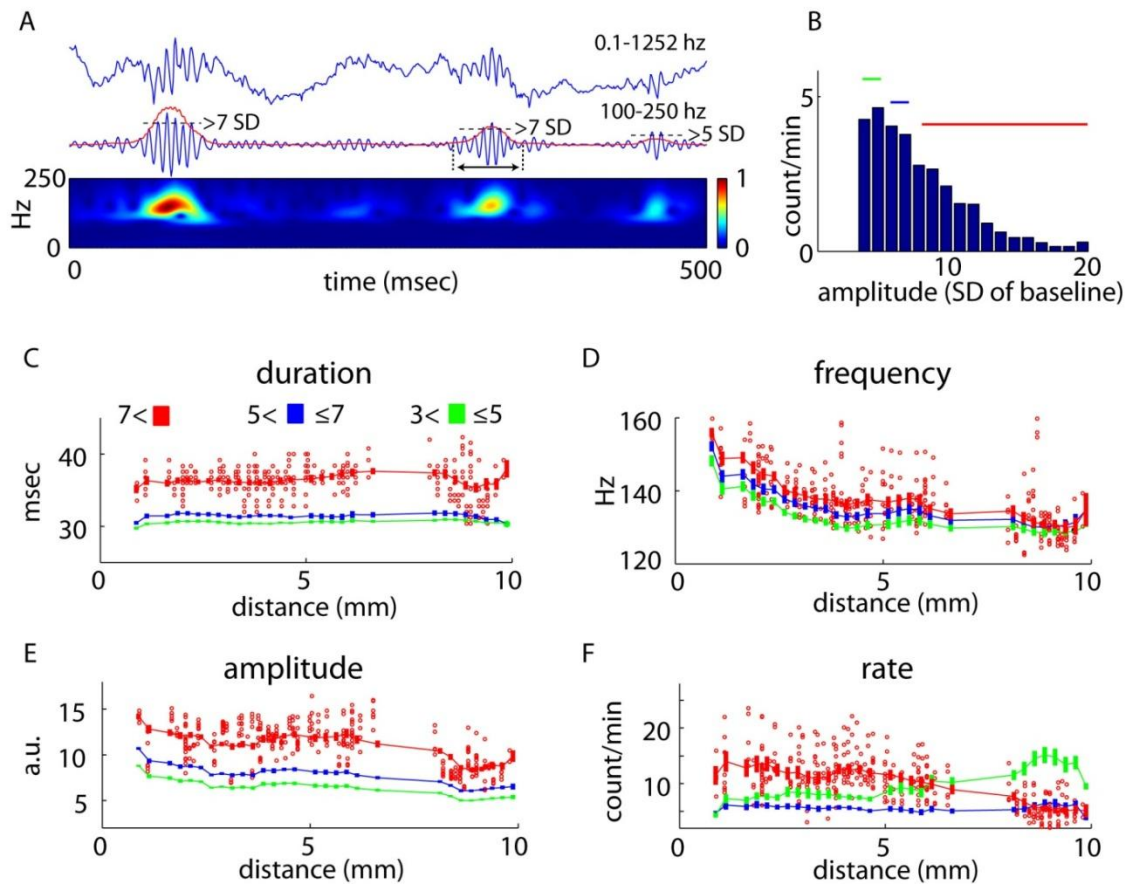 A
0.1-1252 hz
100-250 hz
>7 SD
>7 SD
>5 SD
250
Hz
0
1
0
0
time (msec)
500
B
5
count/min
0
10
20
amplitude (SD of baseline)
C
duration
7<
5< ≤7
3< ≤5
40
msec
30
0
5
10
distance (mm)
D
frequency
160
Hz
140
120
0
5
10
distance (mm)
E
amplitude
15
a.u.
10
5
0
5
10
distance (mm)
F
rate
20
count/min
10
0
5
10
distance (mm)